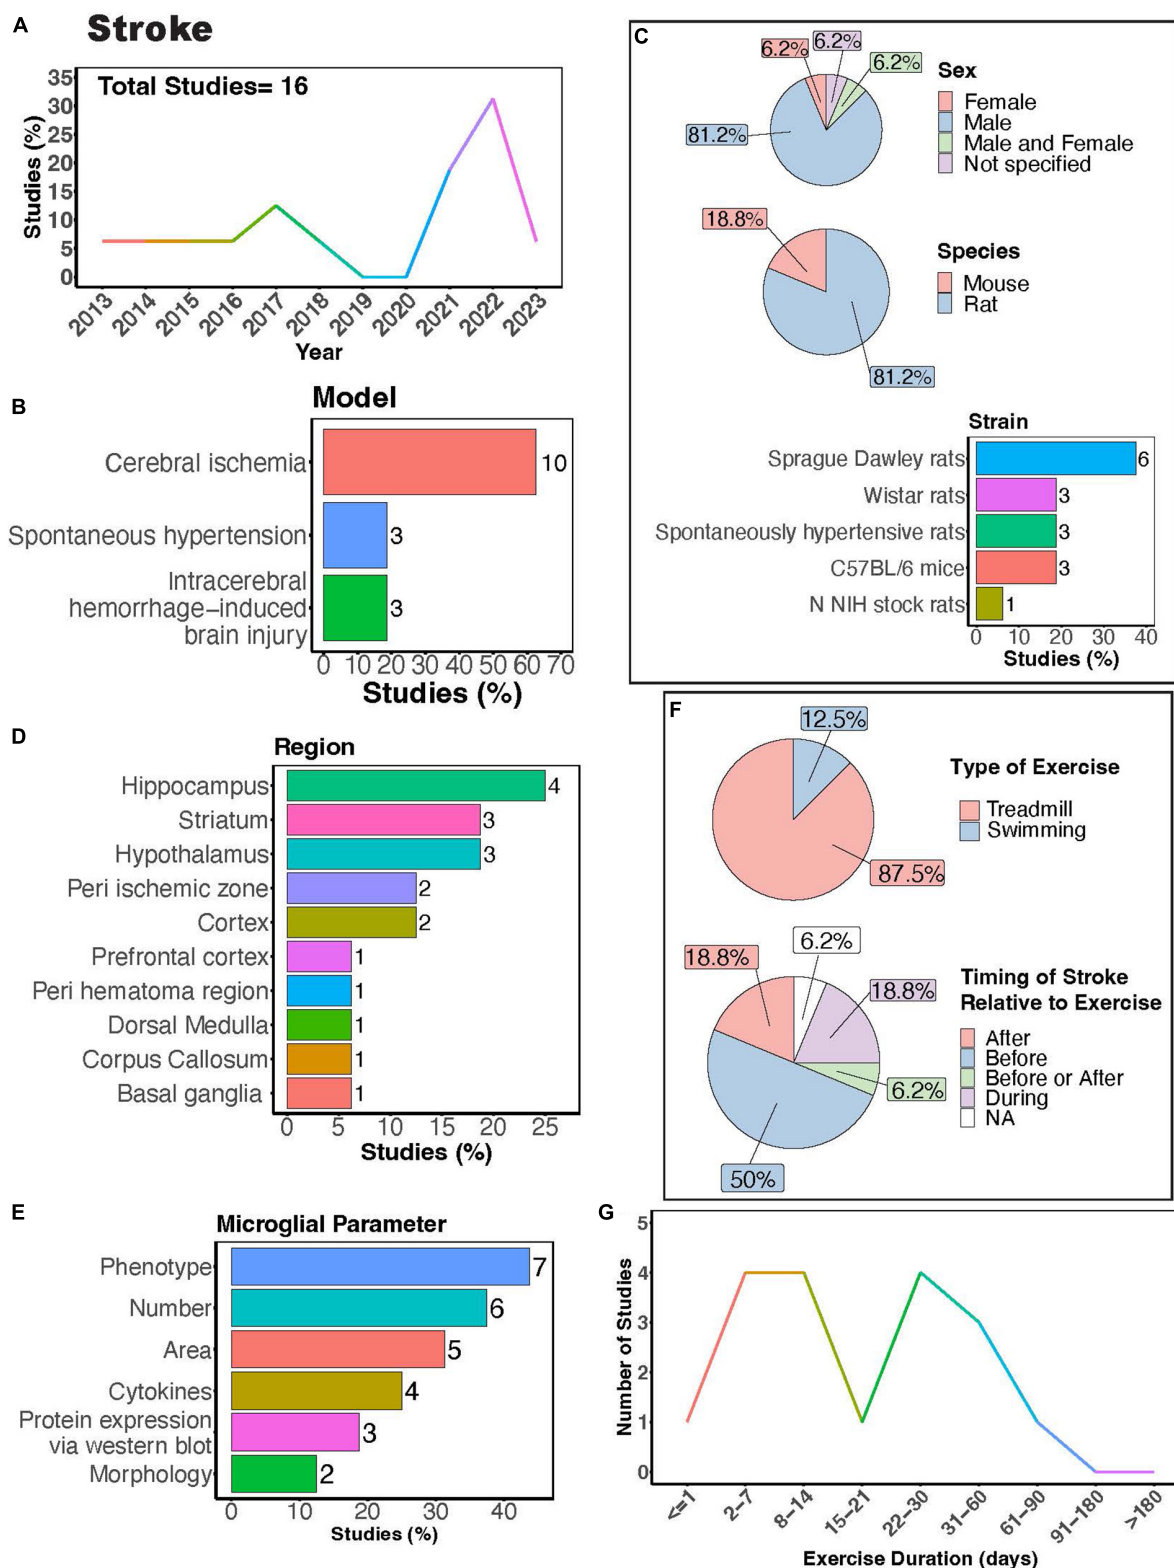 A
Stroke
Total Studies= 16
Studies (%)
35
30
25
20
15
10
5
0
2013
2014
2015
2016
2017
2018
2019
2020
2021
2022
2023
Year
B
Model
Cerebral ischemia
10
Spontaneous hypertension
3
Intracerebral
hemorrhage-induced
brain injury
3
0 10 20 30 40 50 60 70
Studies (%)
C
6.2%
6.2%
6.2%
81.2%
Sex
Female
Male
Male and Female
Not specified
18.8%
81.2%
Species
Mouse
Rat
Strain
Sprague Dawley rats
6
Wistar rats
3
Spontaneously hypertensive rats
3
C57BL/6 mice
3
N NIH stock rats
1
0 10 20 30 40
Studies (%)
D
Region
Hippocampus
4
Striatum
3
Hypothalamus
3
Peri ischemic zone
2
Cortex
2
Prefrontal cortex
1
Peri hematoma region
1
Dorsal Medulla
1
Corpus Callosum
1
Basal ganglia
1
0 5 10 15 20 25
Studies (%)
E
Microglial Parameter
Phenotype
7
Number
6
Area
5
Cytokines
4
Protein expression
via western blot
3
Morphology
2
0 10 20 30 40
Studies (%)
F
12.5%
87.5%
Type of Exercise
Treadmill
Swimming
6.2%
18.8%
18.8%
6.2%
50%
Timing of Stroke
Relative to Exercise
After
Before
Before or After
During
NA
G
Number of Studies
5
4
3
2
1
0
<=1
2-7
8-14
15-21
22-30
31-60
61-90
91-180
>180
Exercise Duration (days)